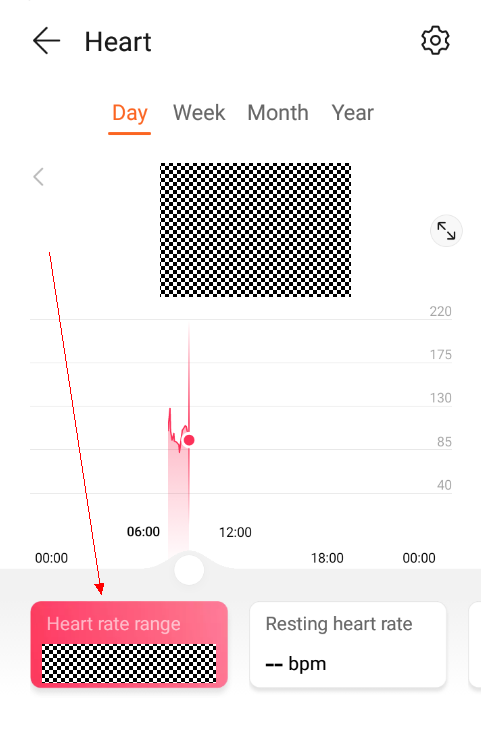 Heart
Day Week Month Year
220
175
130
85
40
06:00 12:00
00:00 18:00 00:00
Heart rate range
Resting heart rate
-- bpm